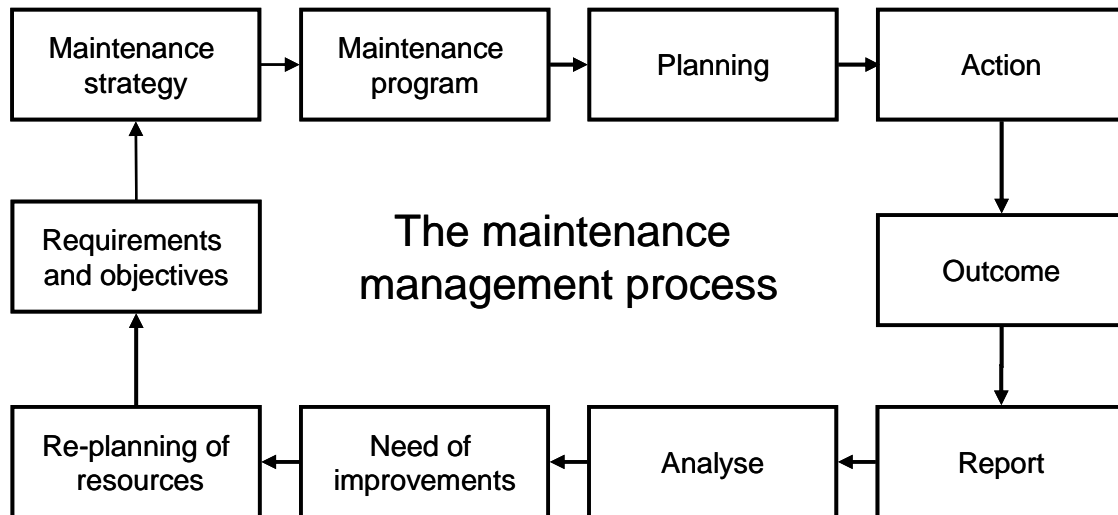 Maintenance
strategy
Maintenance
program
Planning
Action
Requirements
and objectives
The maintenance
management process
Outcome
Re-planning of
resources
Need of
improvements
Analyse
Report